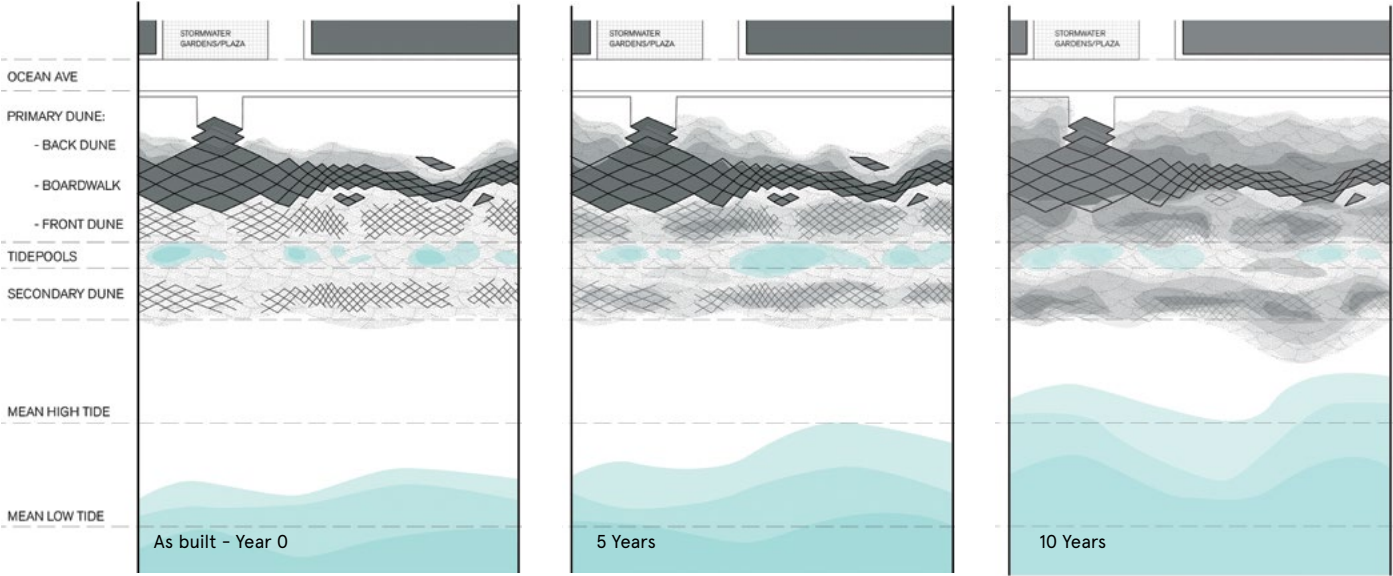 STORMWATER
GARDENS/PLAZA
STORMWATER
GARDENS/PLAZA
STORMWATER
GARDENS/PLAZA
OCEAN AVE
PRIMARY DUNE:
- BACK DUNE
- BOARDWALK
- FRONT DUNE
TIDEPOOLS
SECONDARY DUNE
MEAN HIGH TIDE
MEAN LOW TIDE
As built - Year 0
5 Years
10 Years